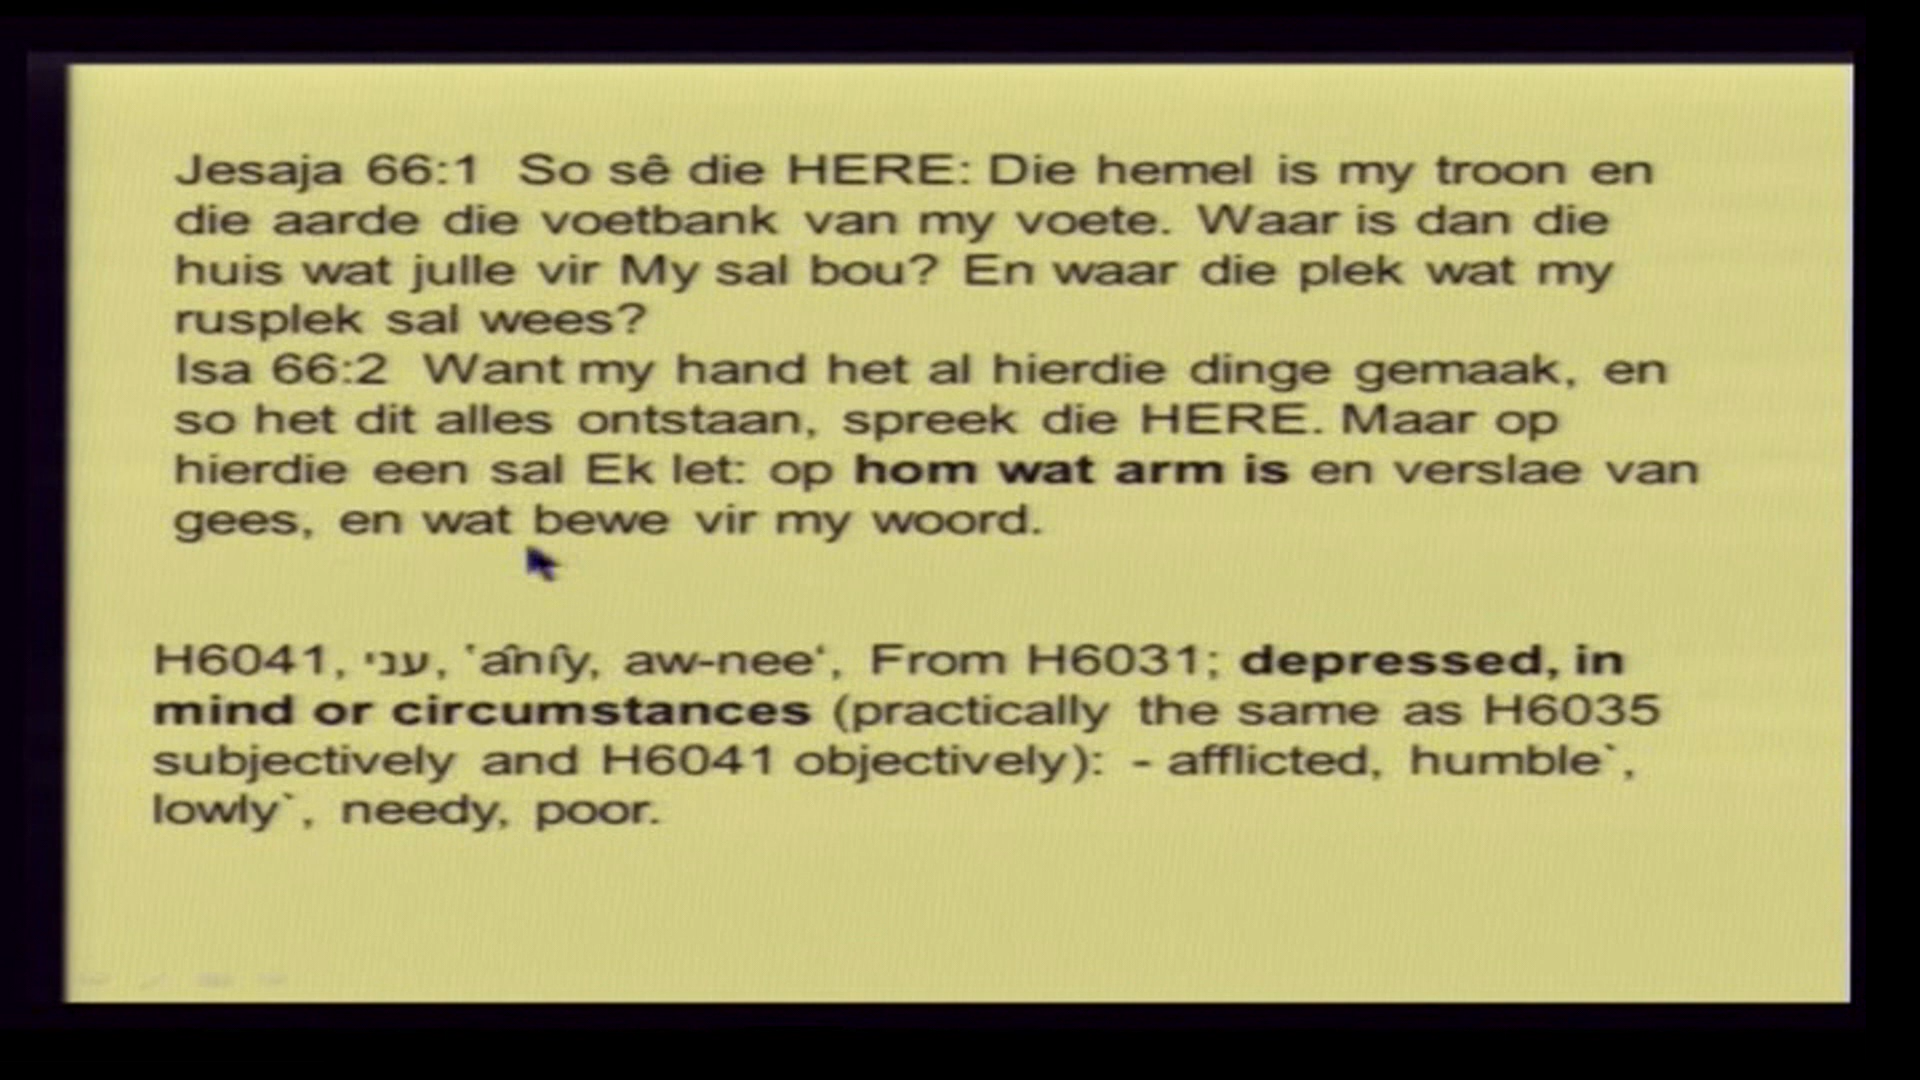 Jesaja 66:1 So sê die HERE: Die hemel is my troon en
die aarde die voetbank van my voete. Waar is dan die
huis wat julle vir My sal bou? En waar die plek wat my
rusplek sal wees?
Isa 66:2 Want my hand het al hierdie dinge gemaak, en
so het dit alles ontstaan, spreek die HERE. Maar op
hierdie een sal Ek let: op hom wat arm is en verslae van
gees, en wat bewe vir my woord.
H6041, עני, ‛ânı̂y, aw-nee‘, From H6031; depressed, in
mind or circumstances (practically the same as H6035
subjectively and H6041 objectively): - afflicted, humble`,
lowly`, needy, poor.